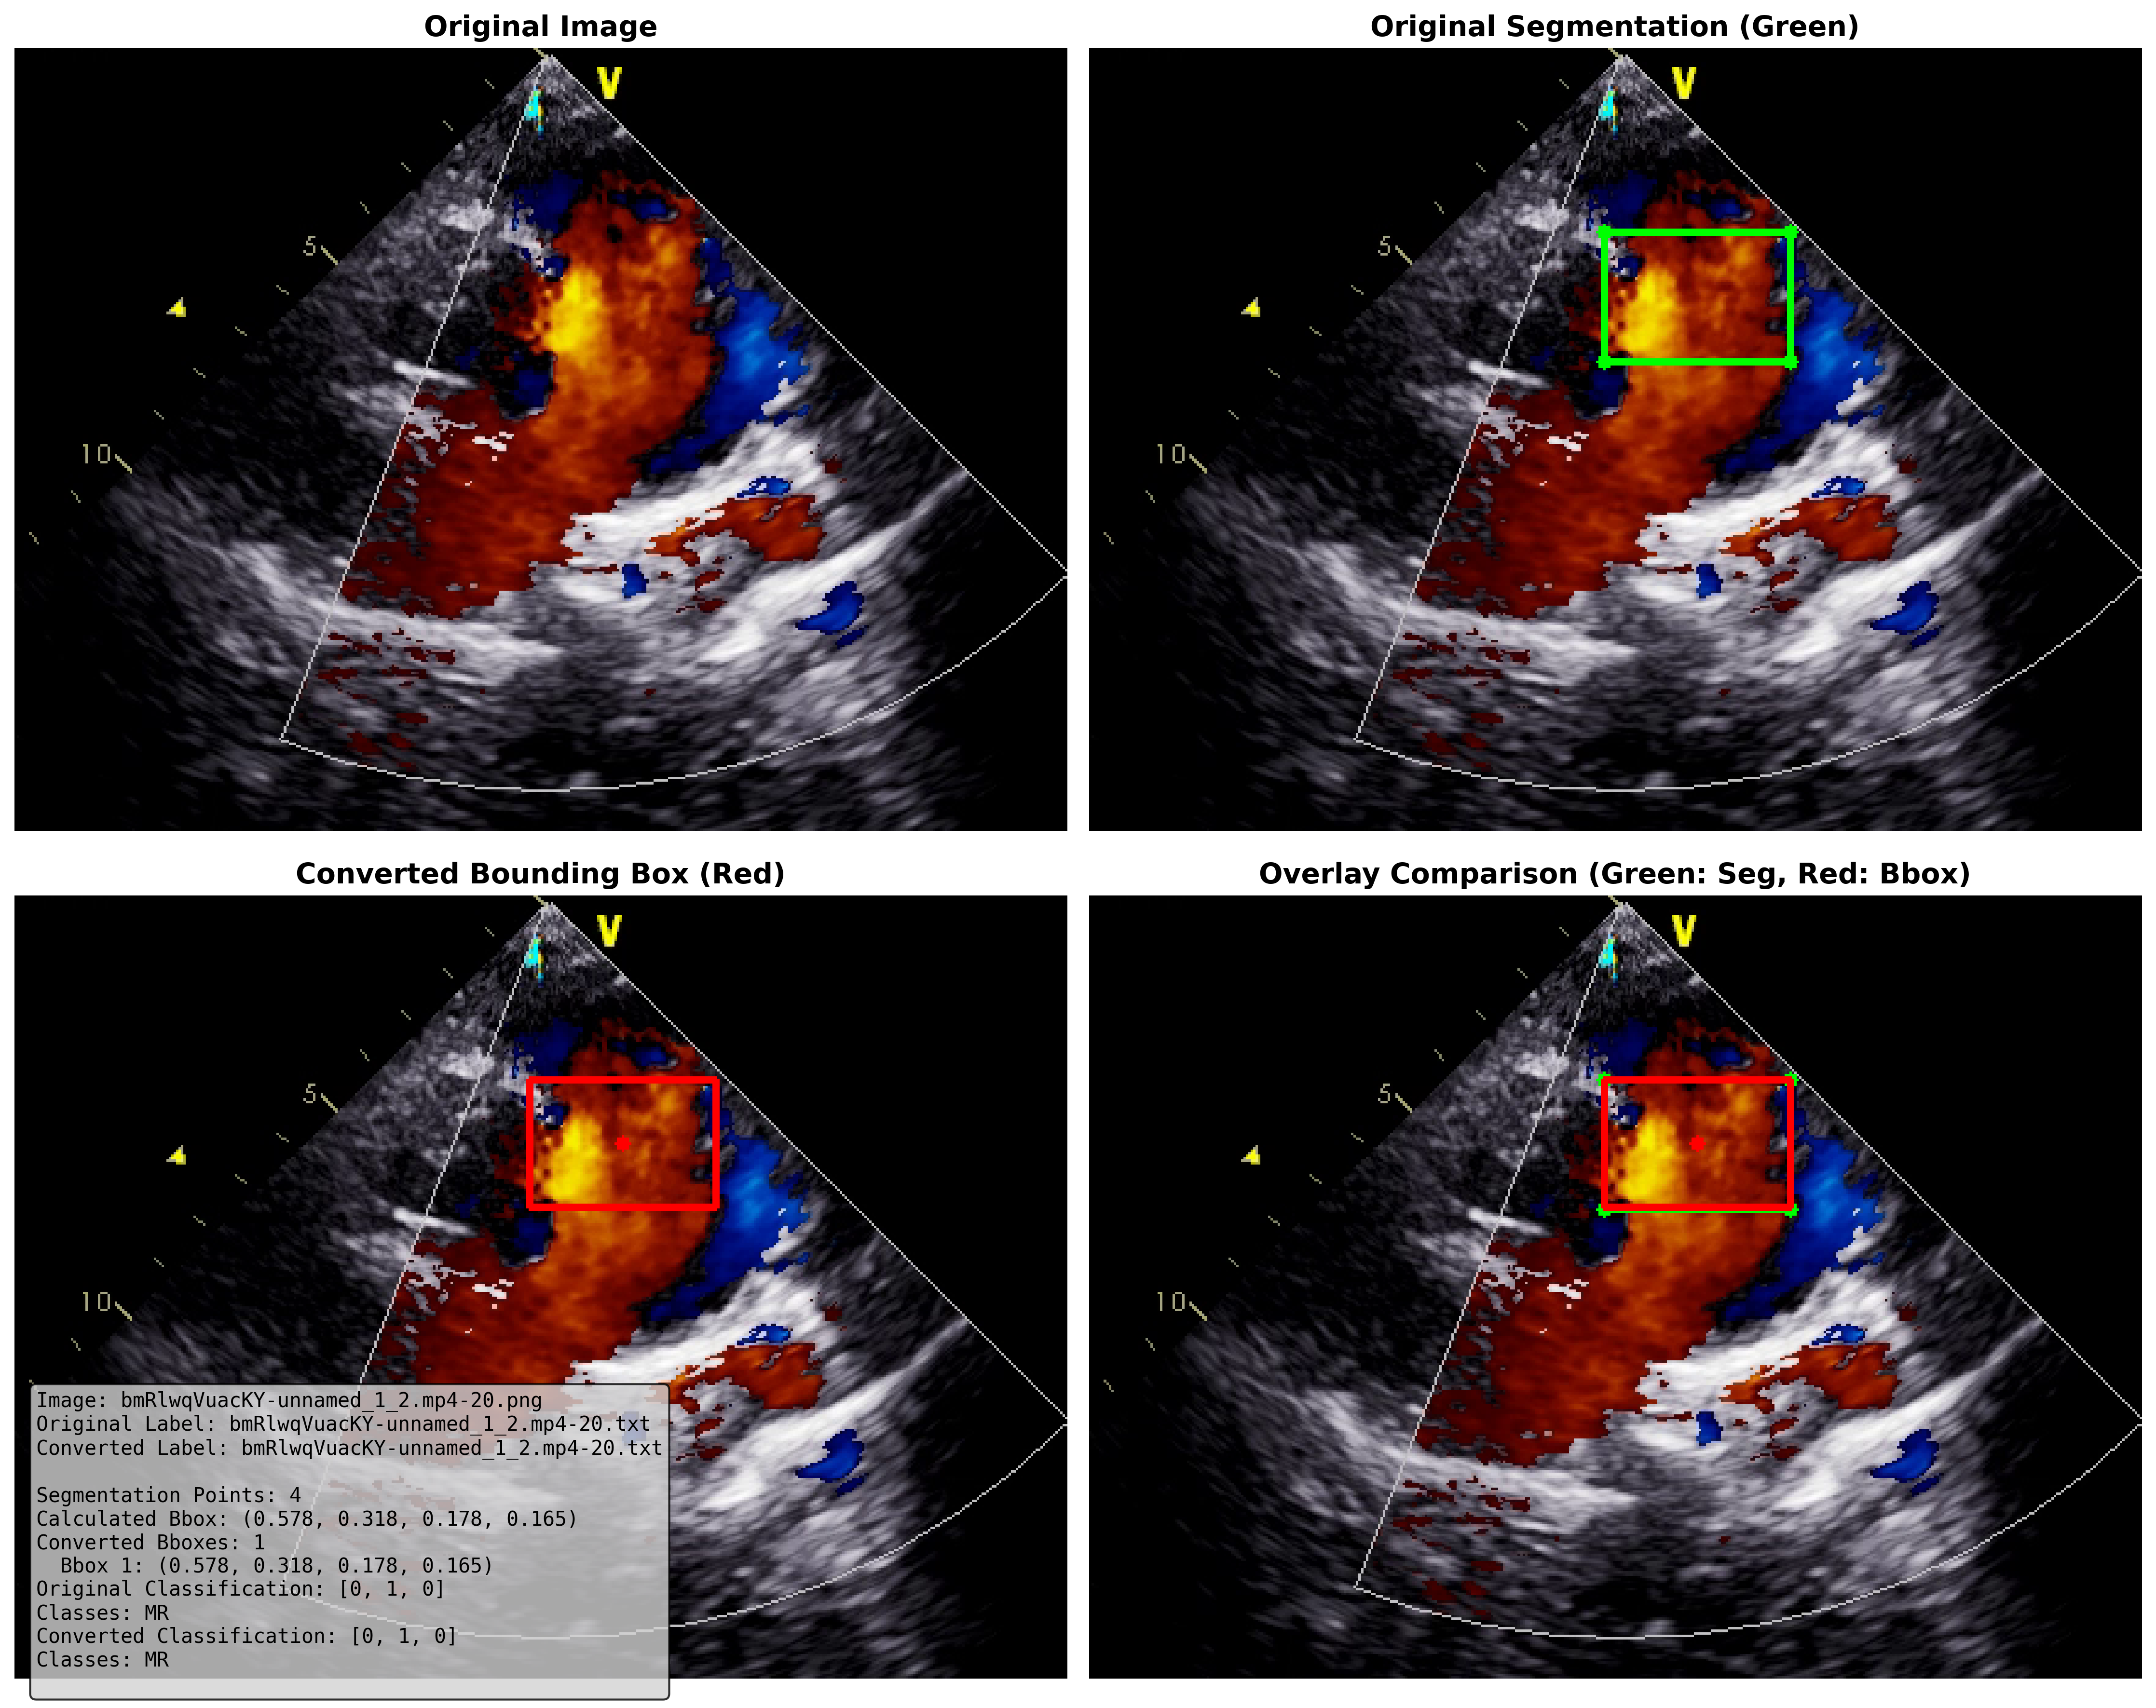 Original Image
Original Segmentation (Green)
V
5
10
V
5
10
Converted Bounding Box (Red)
Overlay Comparison (Green: Seg, Red: Bbox)
V
5
10
V
5
10
Image: bmRlwqVuacKY-unnamed_1_2.mp4-20.png
Original Label: bmRlwqVuacKY-unnamed_1_2.mp4-20.txt
Converted Label: bmRlwqVuacKY-unnamed_1_2.mp4-20.txt
Segmentation Points: 4
Calculated Bbox: (0.578, 0.318, 0.178, 0.165)
Converted Bboxes: 1
Bbox 1: (0.578, 0.318, 0.178, 0.165)
Original Classification: [0, 1, 0]
Classes: MR
Converted Classification: [0, 1, 0]
Classes: MR